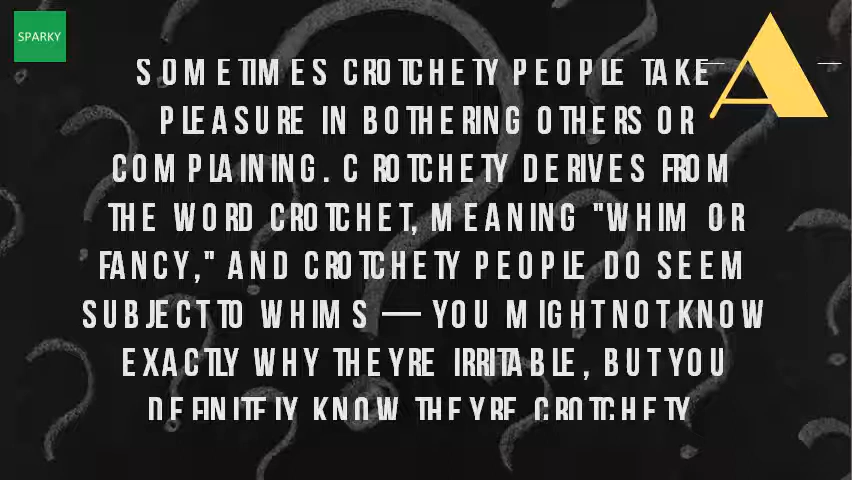 SPARKY
SOMETIMES CROTCHETY PEOPLE TAKE
PLEASURE IN BOTHERING OTHERS OR
COMPLAINING. CROTCHETY DERIVES FROM
THE WORD CROTCHET, MEANING "WHIM OR
FANCY," AND CROTCHETY PEOPLE DO SEEM
SUBJECT TO WHIMS — YOU MIGHT NOT KNOW
EXACTLY WHY THEYRE IRRITABLE, BUT YOU
DEFINITELY KNOW THEYRE CROTCHETY
A